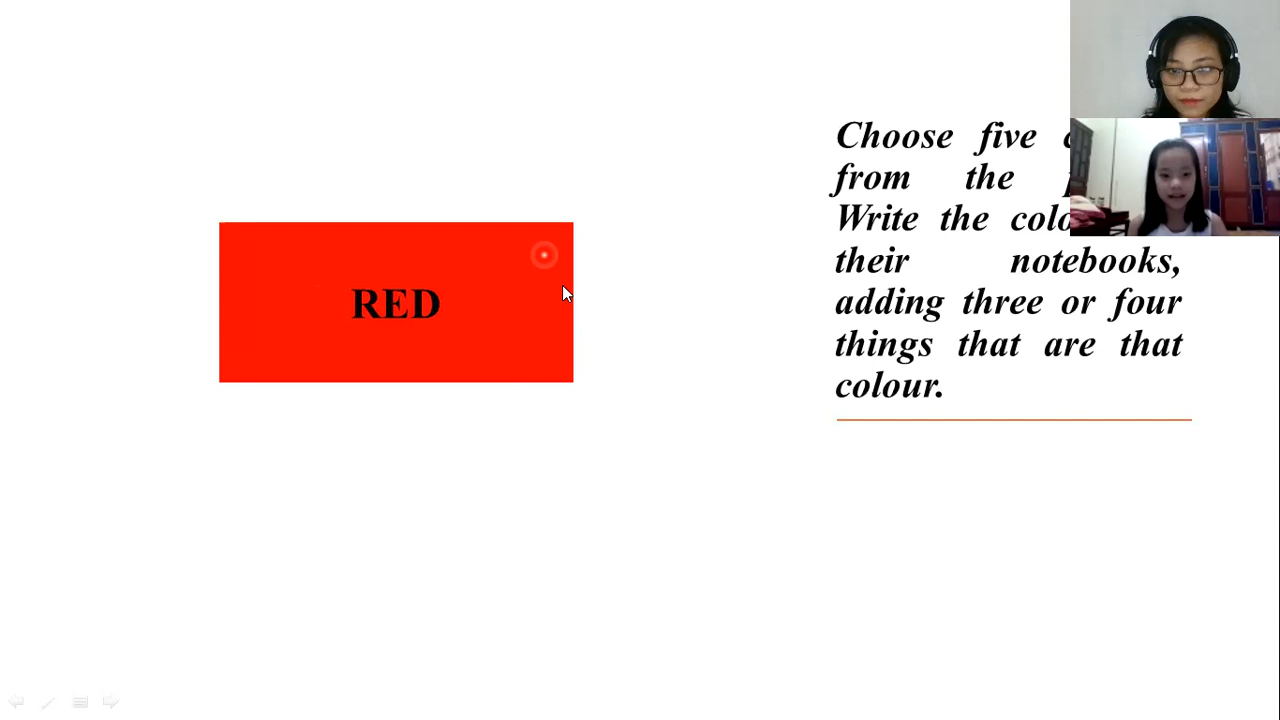 RED
Choose five
from the
Write the colo
their notebooks,
adding three or four
things that are that
colour.